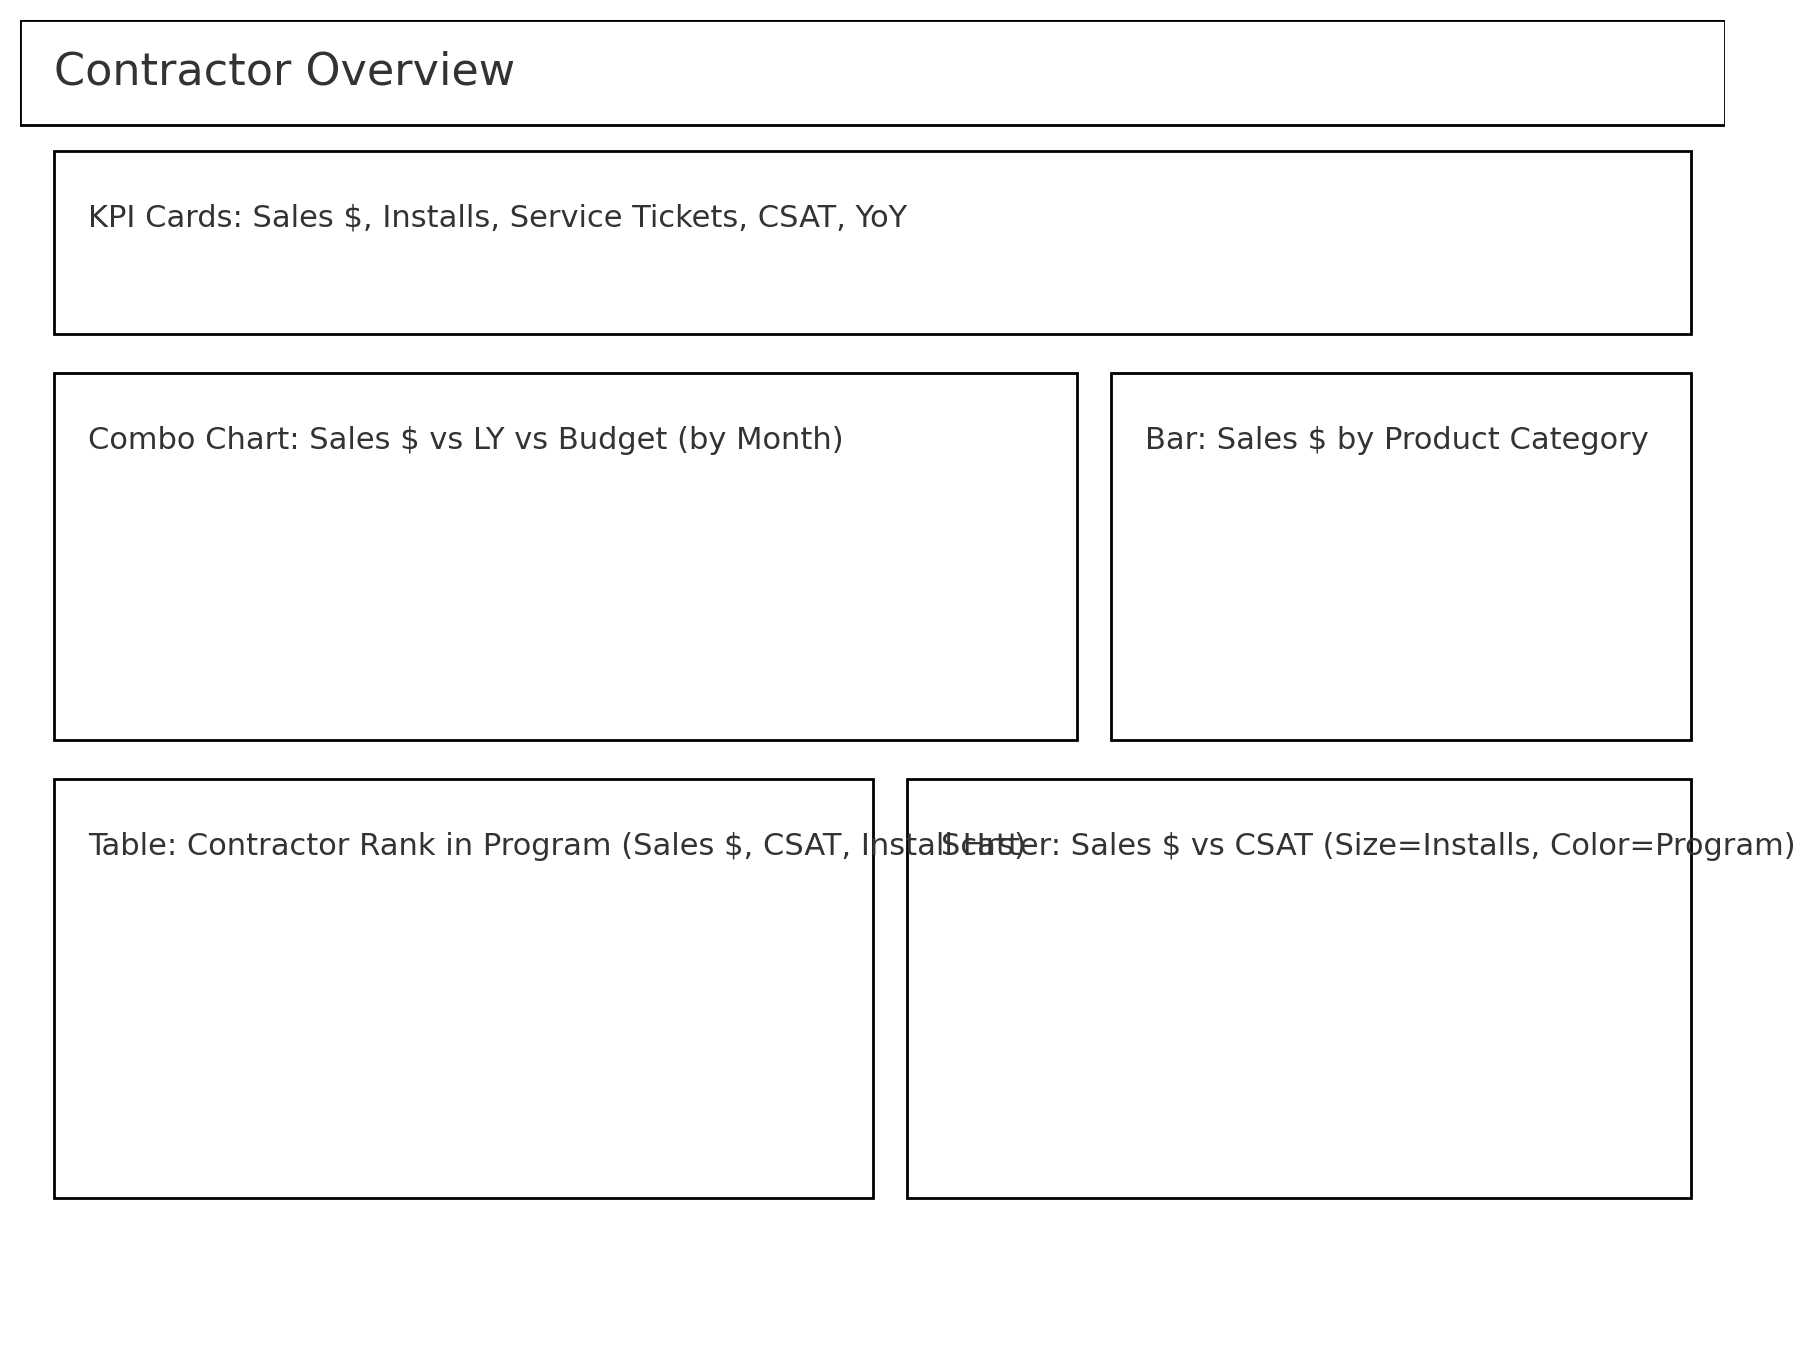 Contractor Overview
KPI Cards: Sales $, Installs, Service Tickets, CSAT, YoY
Combo Chart: Sales $ vs LY vs Budget (by Month)
Bar: Sales $ by Product Category
Table: Contractor Rank in Program (Sales $, CSAT, Install Hrs)
Scatter: Sales $ vs CSAT (Size=Installs, Color=Program)